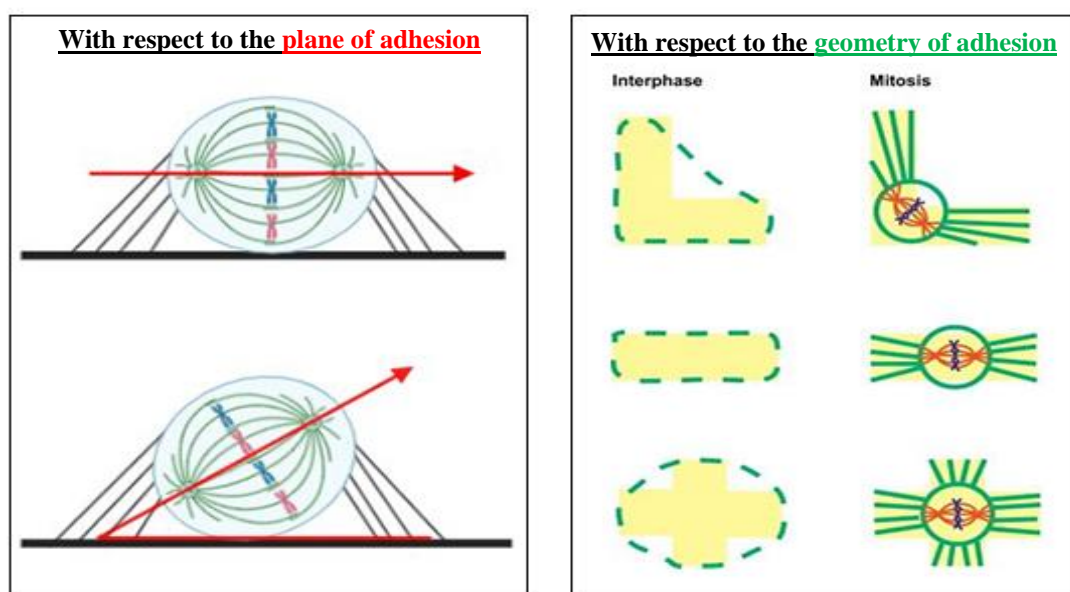 With respect to the plane of adhesion
With respect to the geometry of adhesion
Interphase
Mitosis